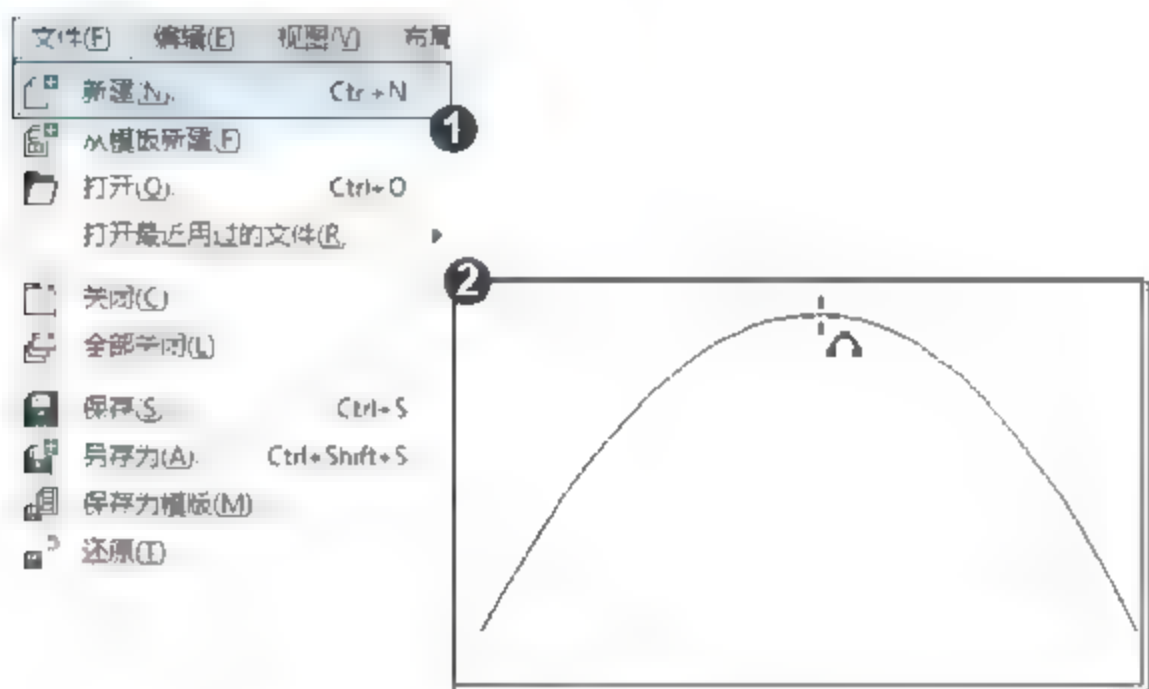 文件(F) 编辑(E) 视图(V) 布局
新建(N). Ctr+N
1
从模板新建(F)
打开(O). Ctrl+O
打开最近用过的文件(R
关闭(C)
全部关闭(L)
保存(S Ctrl+S
另存为(A). Ctrl+Shift+S
保存为模版(M)
还原(T)
2